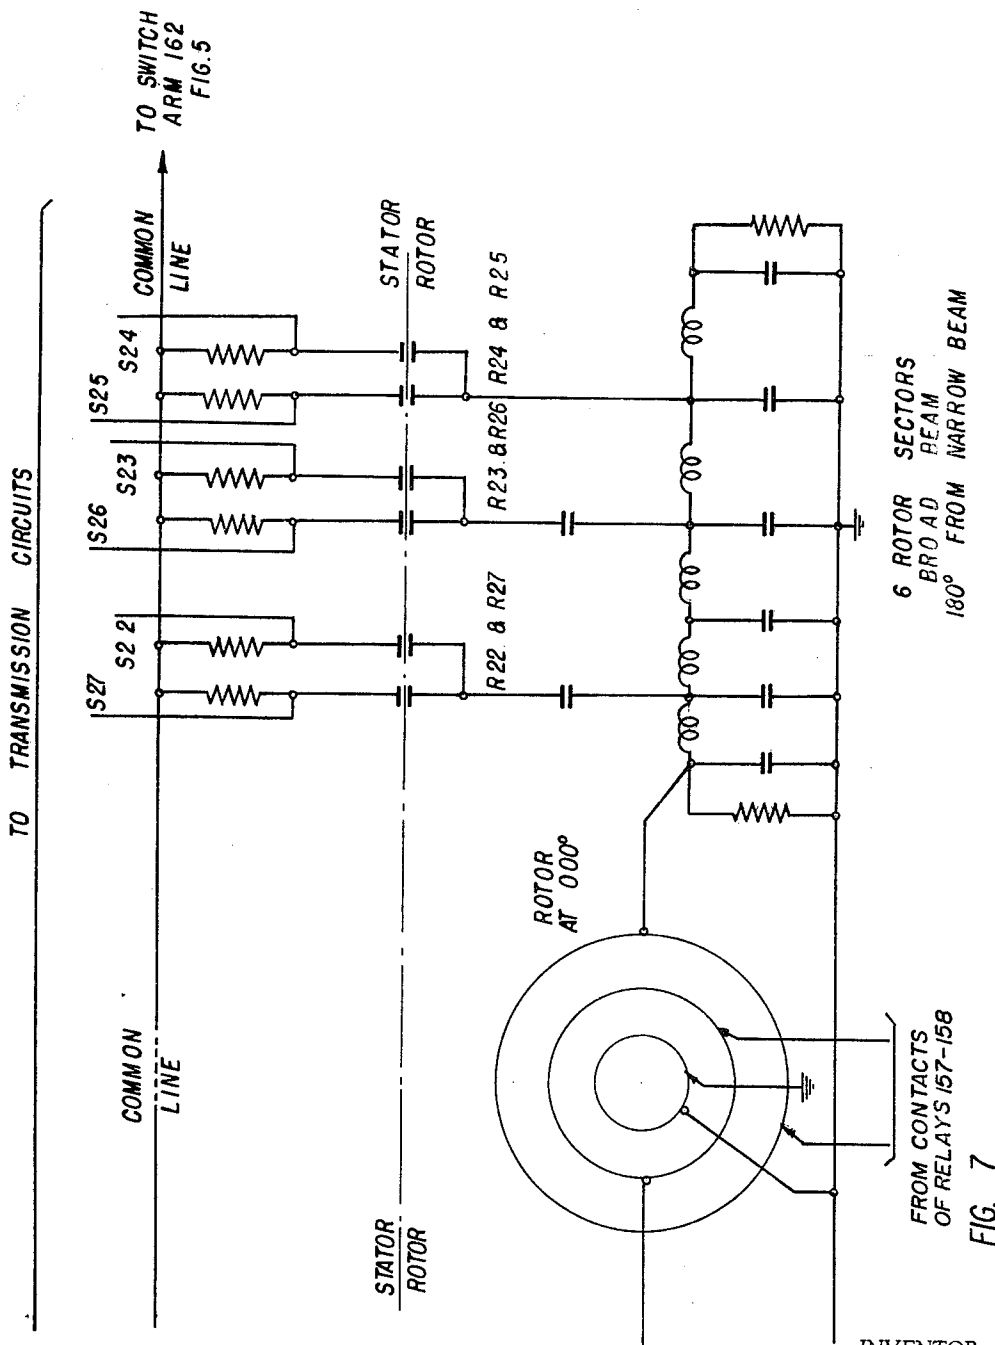 TO TRANSMISSION CIRCUITS
COMMON
LINE
S27
S22
S26
S23
S25
S24
COMMON
LINE
TO SWITCH
ARM 162
FIG.5
STATOR
ROTOR
STATOR
ROTOR
R22 & R27
R23 & R26
R24 & R25
ROTOR
AT 000°
6 ROTOR SECTORS
BROAD BEAM
180° FROM NARROW BEAM
FROM CONTACTS
OF RELAYS 157-158
FIG. 7
INVENTOR